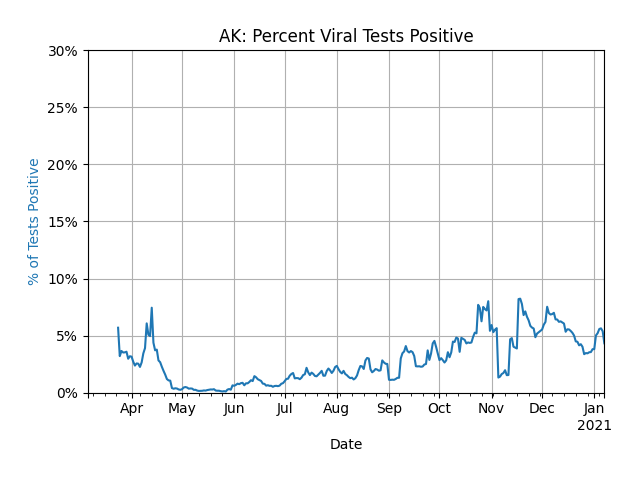 AK: Percent Viral Tests Positive
30%
25%
20%
15%
10%
5%
0%
% of Tests Positive
Apr May Jun Jul Aug Sep Oct Nov Dec Jan
2021
Date